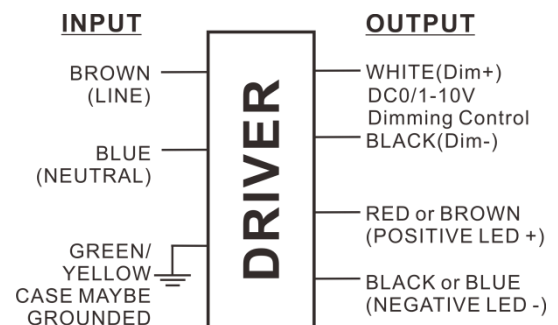 INPUT
BROWN
(LINE)
BLUE
(NEUTRAL)
GREEN/
YELLOW
CASE MAYBE
GROUNDED
DRIVER
OUTPUT
WHITE(Dim+)
DC0/1-10V
Dimming Control
BLACK(Dim-)
RED or BROWN
(POSITIVE LED +)
BLACK or BLUE
(NEGATIVE LED -)